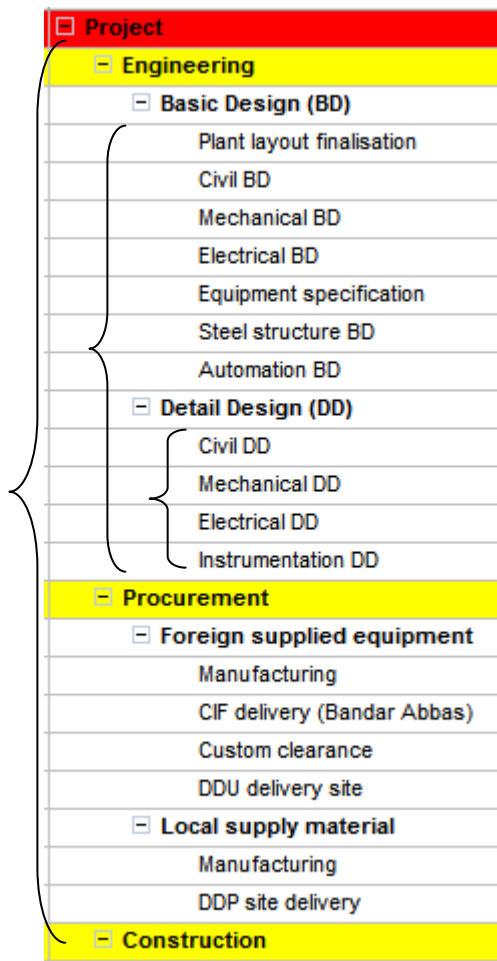 Project
Engineering
Basic Design (BD)
Plant layout finalisation
Civil BD
Mechanical BD
Electrical BD
Equipment specification
Steel structure BD
Automation BD
Detail Design (DD)
Civil DD
Mechanical DD
Electrical DD
Instrumentation DD
Procurement
Foreign supplied equipment
Manufacturing
CIF delivery (Bandar Abbas)
Custom clearance
DDU delivery site
Local supply material
Manufacturing
DDP site delivery
Construction